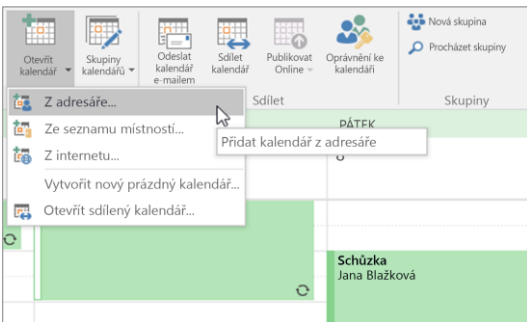 Otevřít
kalendář
Skupiny
kalendářů
Odeslat
kalendář
e-mailem
Sdílet
kalendář
Publikovat
Online
Oprávnění ke
kalendáři
Nová skupina
Procházet skupiny
Sdílet
Skupiny
Z adresáře...
Ze seznamu místností...
Z internetu...
Vytvořit nový prázdný kalendář...
Otevřít sdílený kalendář...
Přidat kalendář z adresáře
PÁTEK
Schůzka
Jana Blažková